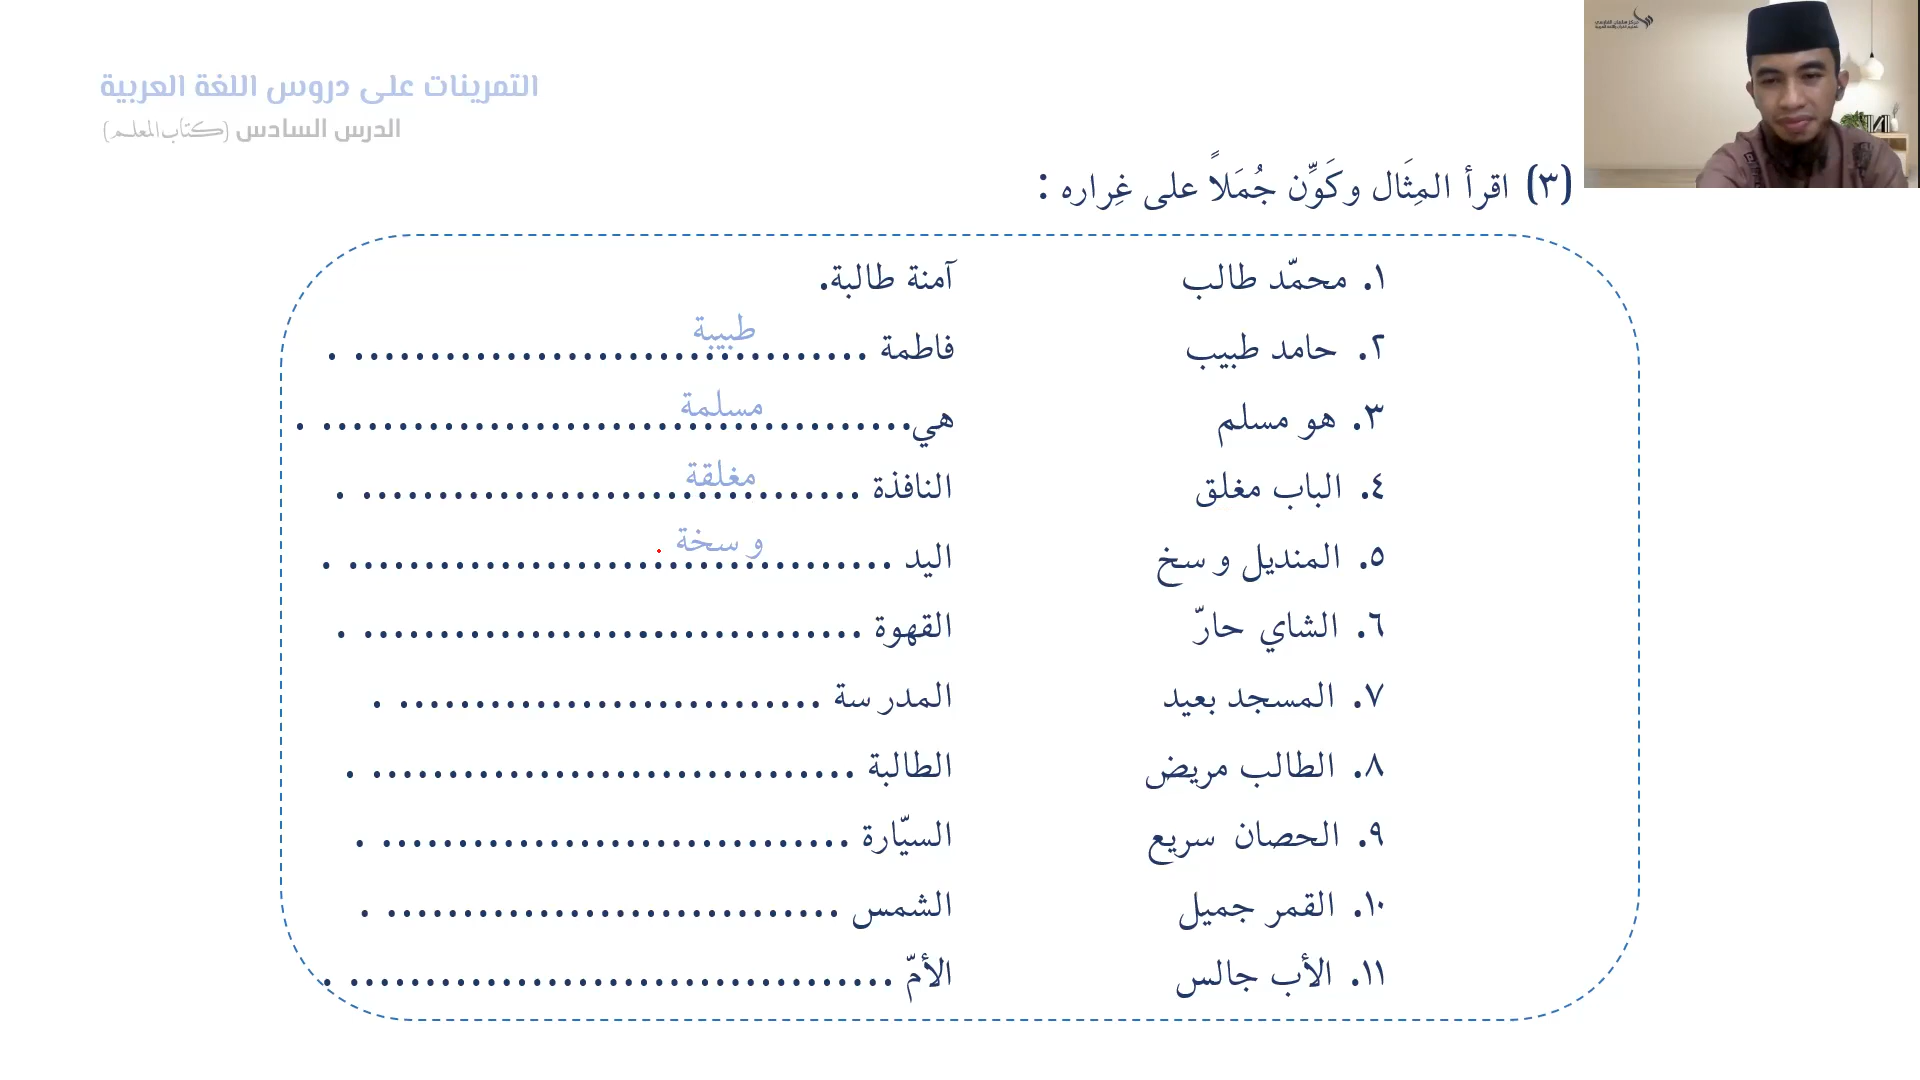 التمرينات على دروس اللغة العربية
الدرس السادس (كتاب المعلم)
(٣) اقرأ المِثَال وكَوِّن جُمَلاً على غِراره :
١. محمّد طالب آمنة طالبة.
٢. حامد طبيب فاطمة طبيبة .................................. .
٣. هو مسلم هي مسلمة ....................................... .
٤. الباب مغلق النافذة مغلقة ................................. .
٥. المنديل وسخ اليد وسخة .................................... .
٦. الشاي حارّ القهوة ................................. .
٧. المسجد بعيد المدرسة ............................ .
٨. الطالب مريض الطالبة ................................ .
٩. الحصان سريع السيّارة ............................... .
١٠. القمر جميل الشمس .............................. .
١١. الأب جالس الأمّ .................................... .